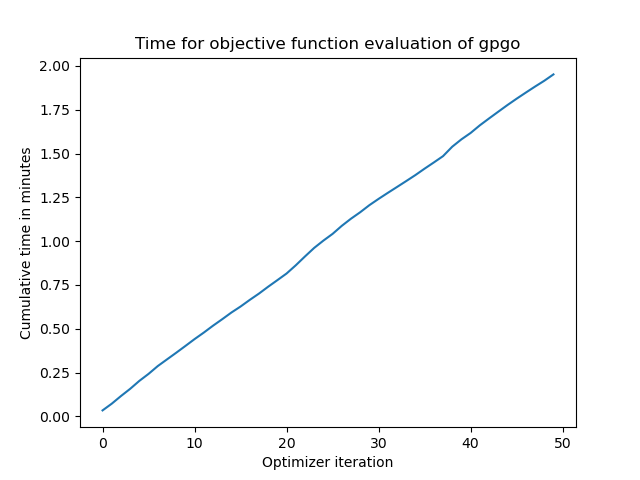 Time for objective function evaluation of gpgo
Cumulative time in minutes
2.00
1.75
1.50
1.25
1.00
0.75
0.50
0.25
0.00
0 10 20 30 40 50
Optimizer iteration